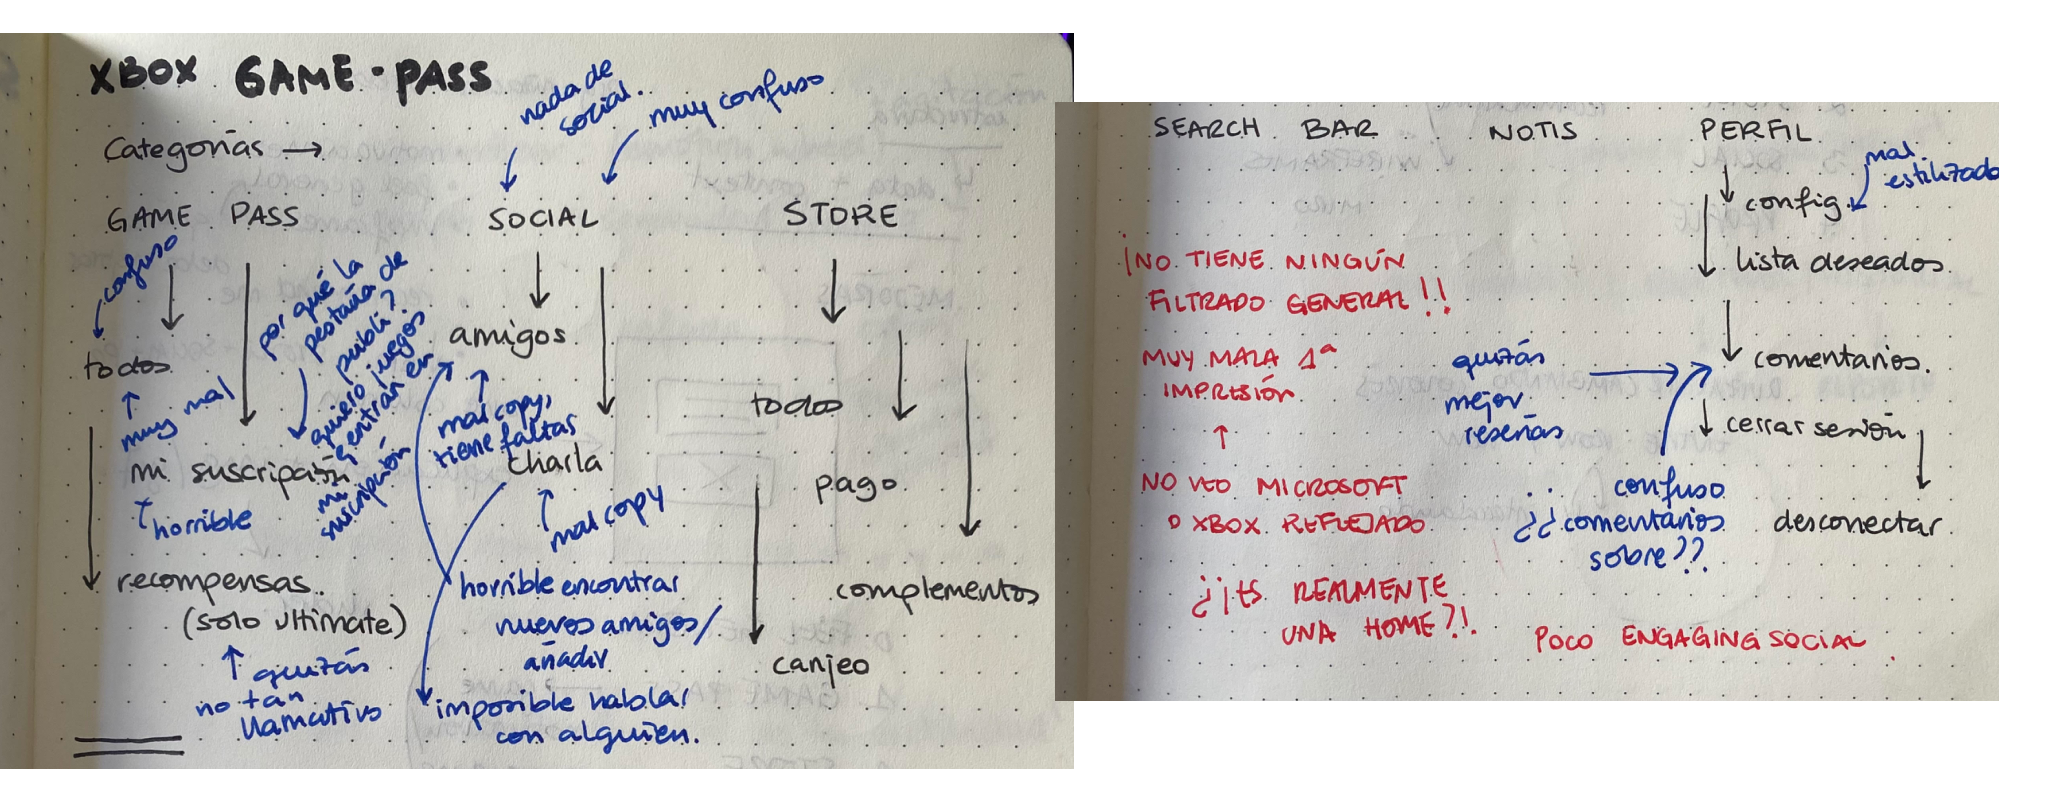 XBOX GAME·PASS
nada de
social.
muy confuso
Categorías →
GAME PASS
SOCIAL
STORE
confuso
por qué la
pestaña de
publi?
quiero juegos
q entran en
mi
suscripción
todos
muy mal
mi suscripción
horrible
recompensas.
(solo ultimate)
quizás
no tan
llamativo
amigos
mal copy,
tiene faltas
charla
mal copy
horrible encontrar
nuevos amigos/
añadir
imposible hablar
con alguien.
todos
pago
complementos
canjeo
SEARCH BAR
NOTIS
PERFIL
mal
estilizado
config.
lista deseados
comentarios.
cerrar sesión
desconectar
¡NO TIENE NINGÚN
FILTRADO GENERAL!!
MUY MALA 1ª
IMPRESIÓN
NO VEO MICROSOFT
O XBOX REFLEJADO
¿¡ES REALMENTE
UNA HOME?!
quizás
mejor
reseñas
confuso
¿¿comentarios
sobre??
POCO ENGAGING SOCIAL